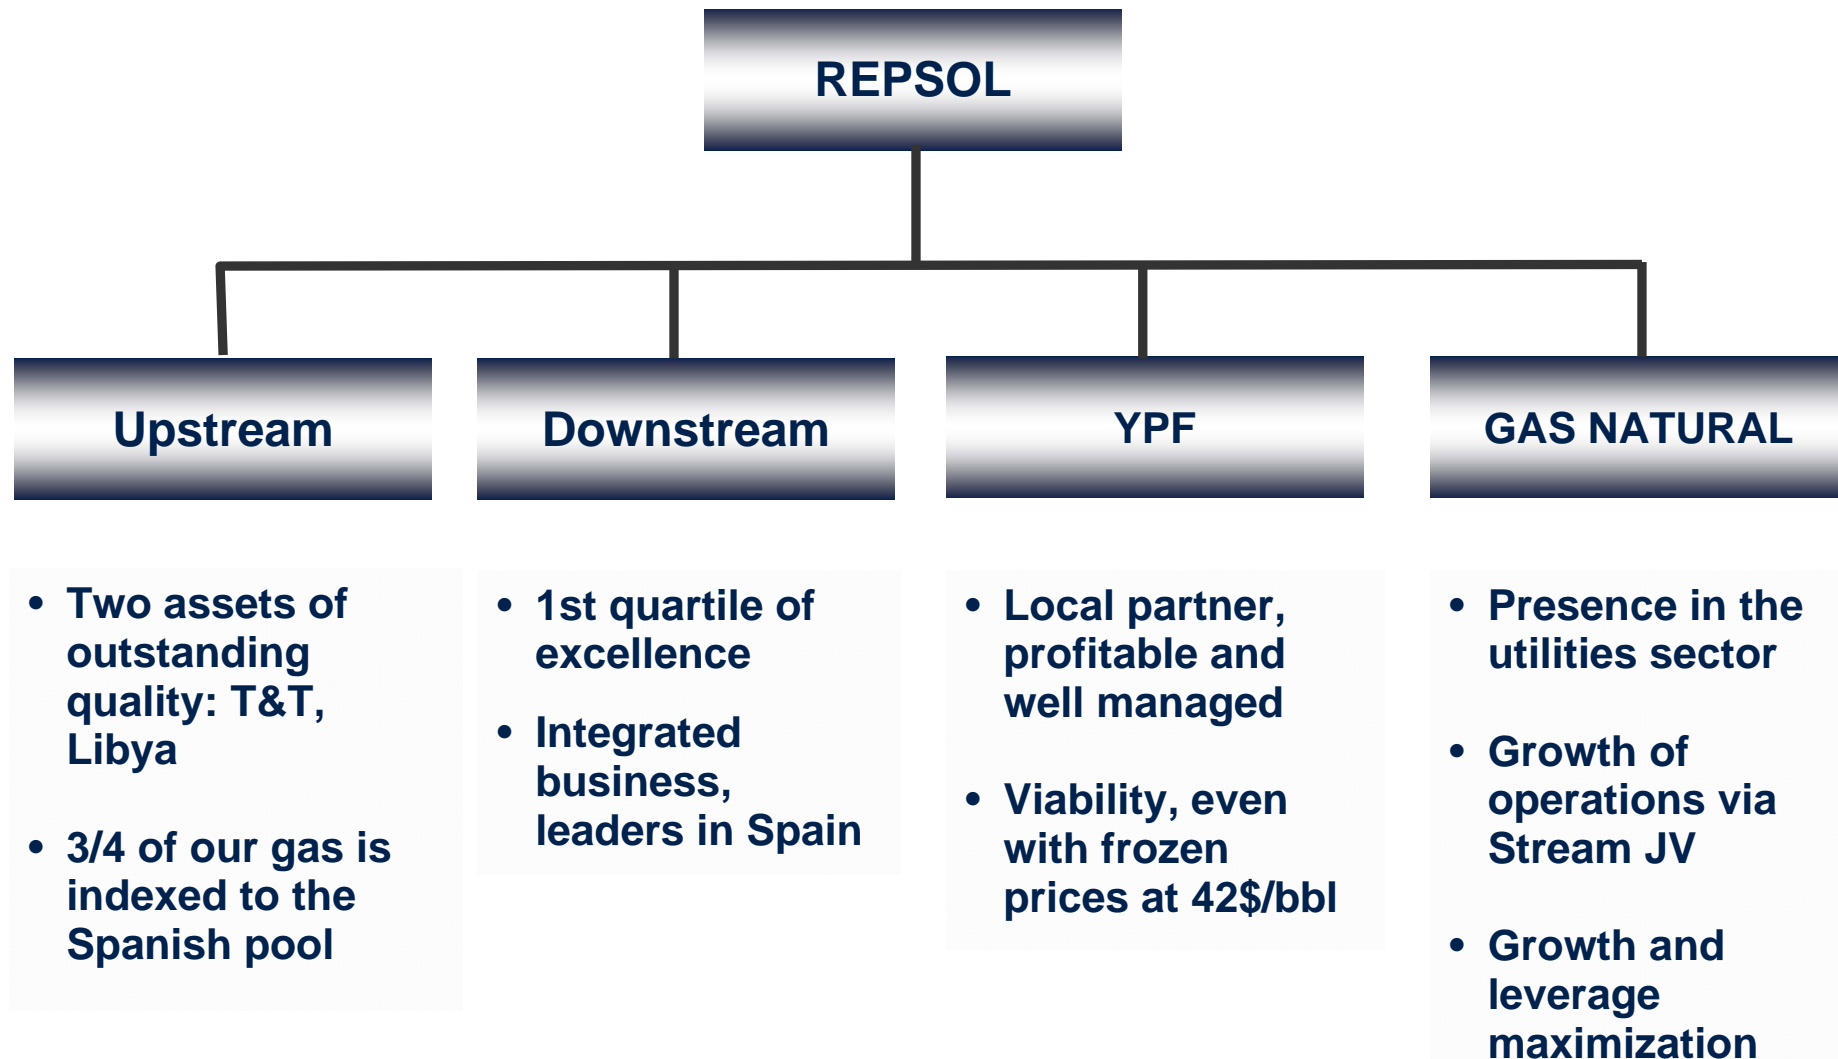 REPSOL
Upstream
Downstream
YPF
GAS NATURAL
• Two assets of
outstanding
quality: T&T,
Libya
• 3/4 of our gas is
indexed to the
Spanish pool
• 1st quartile of
excellence
• Integrated
business,
leaders in Spain
• Local partner,
profitable and
well managed
• Viability, even
with frozen
prices at 42$/bbl
• Presence in the
utilities sector
• Growth of
operations via
Stream JV
• Growth and
leverage
maximization